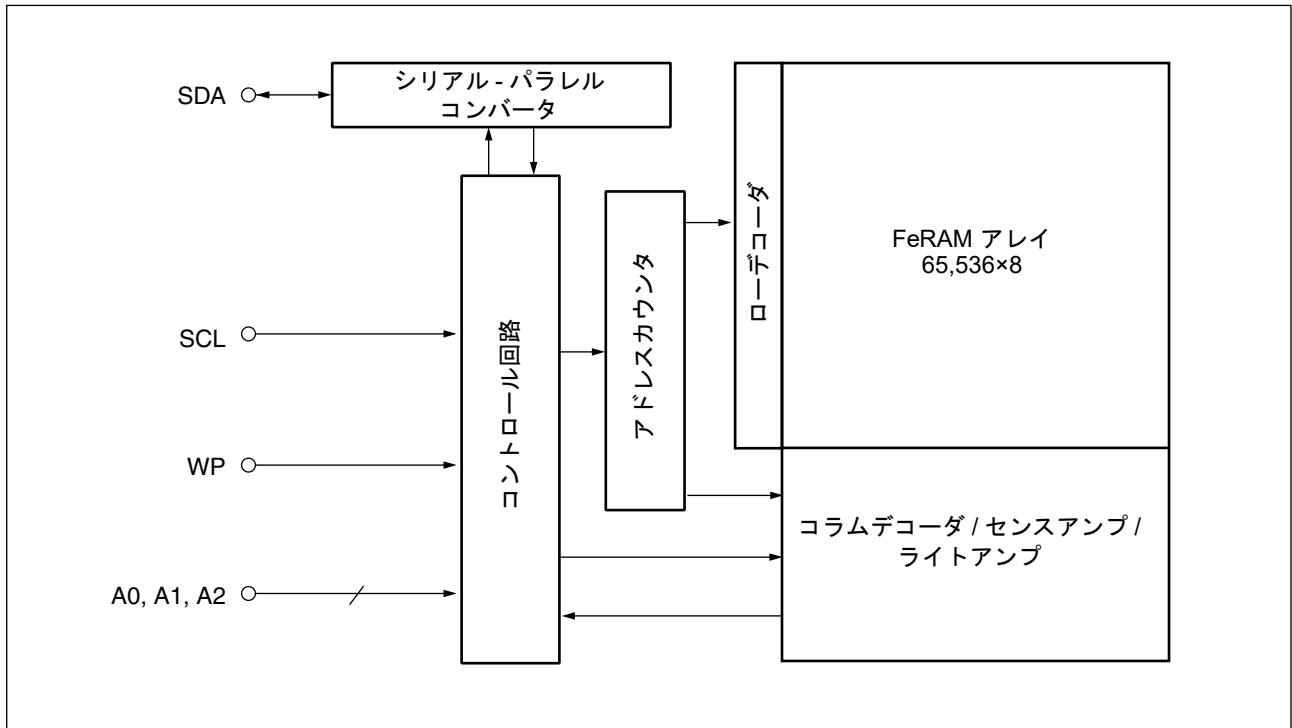 シリアル - パラレル
コンバータ
SDA
SCL
WP
A0, A1, A2
コントロール回路
アドレスカウンタ
ローデコーダ
FeRAM アレイ
65,536×8
コラムデコーダ / センスアンプ /
ライトアンプ